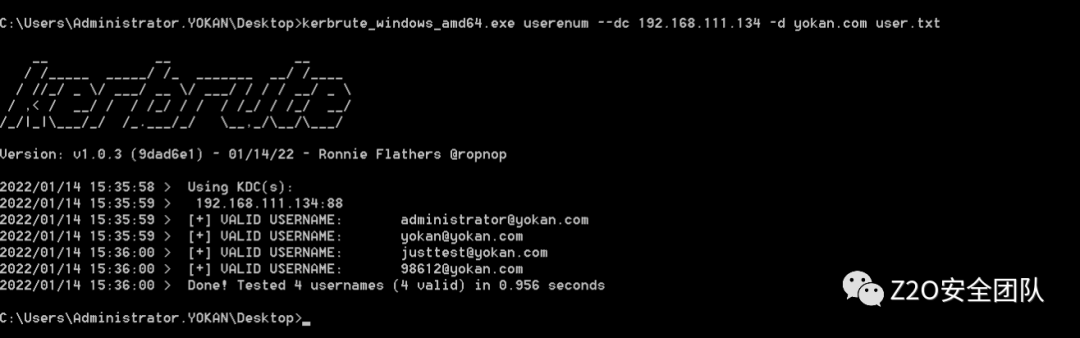 C:\Users\Administrator.YOKAN\Desktop>kerbrute_windows_amd64.exe userenum --dc 192.168.111.134 -d yokan.com user.txt
kerbrute
Version: v1.0.3 (9dad6e1) - 01/14/22 - Ronnie Flathers @ropnop
2022/01/14 15:35:58 >  Using KDC(s):
2022/01/14 15:35:59 >   192.168.111.134:88
2022/01/14 15:35:59 >  [+] VALID USERNAME:       administrator@yokan.com
2022/01/14 15:35:59 >  [+] VALID USERNAME:       yokan@yokan.com
2022/01/14 15:36:00 >  [+] VALID USERNAME:       justtest@yokan.com
2022/01/14 15:36:00 >  [+] VALID USERNAME:       98612@yokan.com
2022/01/14 15:36:00 >  Done! Tested 4 usernames (4 valid) in 0.956 seconds
Z2O安全团队
C:\Users\Administrator.YOKAN\Desktop>_